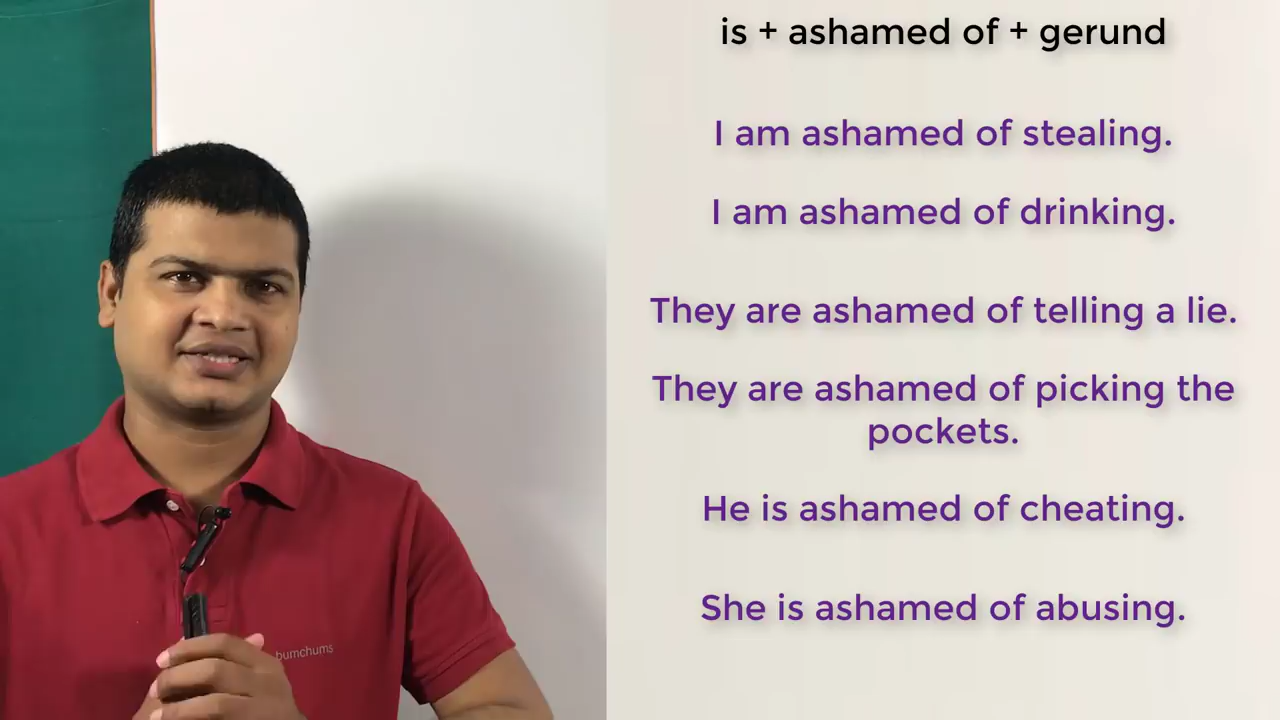 is + ashamed of + gerund
I am ashamed of stealing.
I am ashamed of drinking.
They are ashamed of telling a lie.
They are ashamed of picking the
pockets.
He is ashamed of cheating.
She is ashamed of abusing.
bumchums